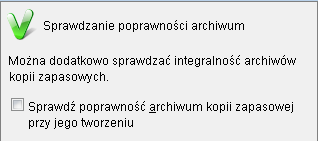 Sprawdzanie poprawności archiwum
Można dodatkowo sprawdzać integralność archiwów
kopii zapasowych.
Sprawdź poprawność archiwum kopii zapasowej
przy jego tworzeniu